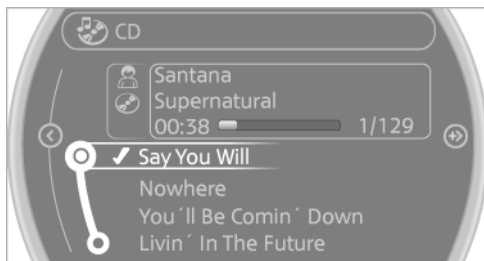 CD
Santana
Supernatural
00:38 1/129
Say You Will
Nowhere
You´ll Be Comin´ Down
Livin´ In The Future